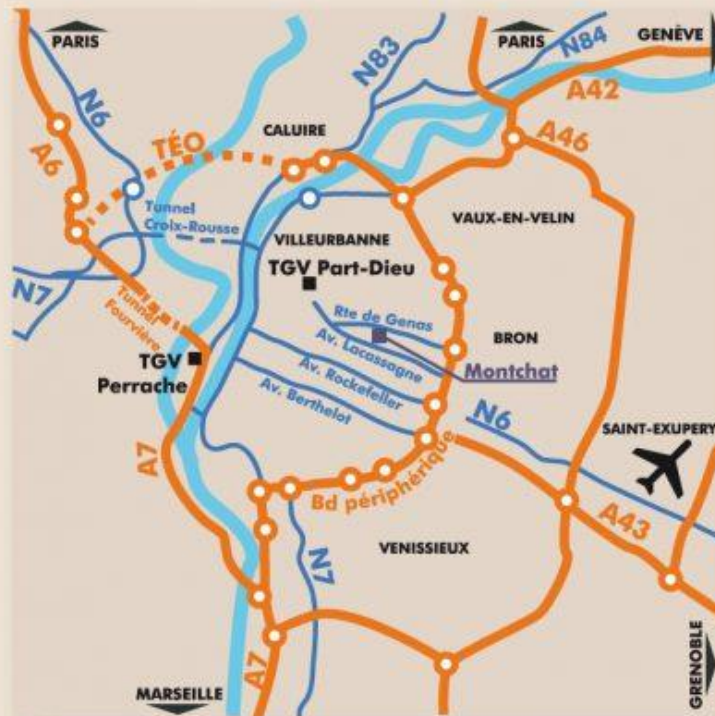 PARIS
PARIS
GENÈVE
N83
N84
N6
A42
TÉO
CALUIRE
A46
A6
Tunnel
Croix-Rousse
VAUX-EN-VELIN
VILLEURBANNE
TGV Part-Dieu
N7
Tunnel
Fourvière
Rte de Genas
BRON
Av. Lacassagne
TGV
Perrache
Montchat
Av. Rockefeller
Av. Berthelot
N6
SAINT-EXUPERY
A7
Bd périphérique
A43
VENISSIEUX
N7
A7
MARSEILLE
GRENOBLE